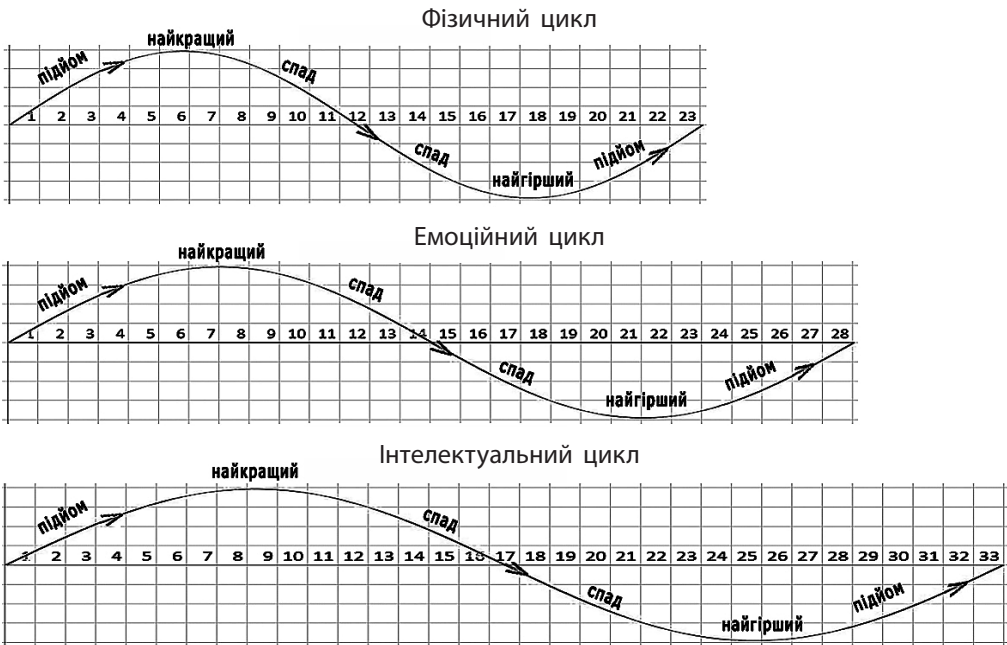 Фізичний цикл
найкращий
підйом
спад
1 2 3 4 5 6 7 8 9 10 11 12 13 14 15 16 17 18 19 20 21 22 23
спад
підйом
найгірший
Емоційний цикл
найкращий
підйом
спад
1 2 3 4 5 6 7 8 9 10 11 12 13 14 15 16 17 18 19 20 21 22 23 24 25 26 27 28
спад
підйом
найгірший
Інтелектуальний цикл
найкращий
підйом
спад
1 2 3 4 5 6 7 8 9 10 11 12 13 14 15 16 17 18 19 20 21 22 23 24 25 26 27 28 29 30 31 32 33
спад
підйом
найгірший